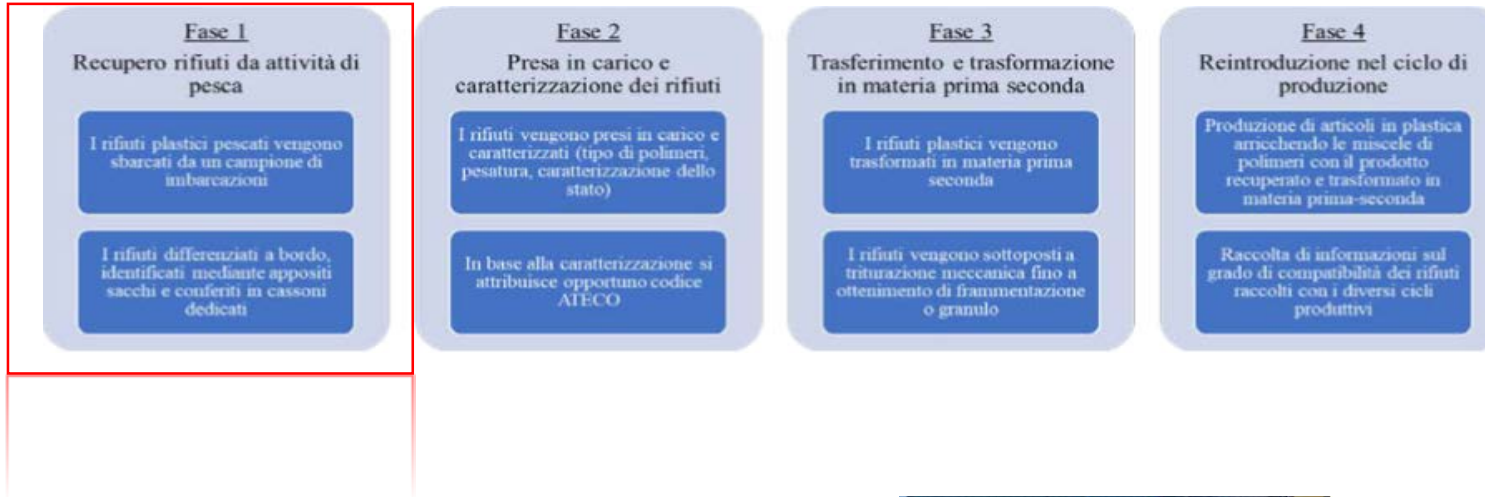 Fase 1
Recupero rifiuti da attività di
pesca
I rifiuti plastici pescati vengono
sbarcati da un campione di
imbarcazioni
I rifiuti differenziati a bordo,
identificati mediante appositi
sacchi e conferiti in cassoni
dedicati
Fase 2
Presa in carico e
caratterizzazione dei rifiuti
I rifiuti vengono presi in carico e
caratterizzati (tipo di polimeri,
pesatura, caratterizzazione dello
stato)
In base alla caratterizzazione si
attribuisce opportuno codice
ATECO
Fase 3
Trasferimento e trasformazione
in materia prima seconda
I rifiuti plastici vengono
trasformati in materia prima
seconda
I rifiuti vengono sottoposti a
triturazione meccanica fino a
ottenimento di frammentazione
o granulo
Fase 4
Reintroduzione nel ciclo di
produzione
Produzione di articoli in plastica
arricchendo le miscele di
polimeri con il prodotto
recuperato e trasformato in
materia prima-seconda
Raccolta di informazioni sul
grado di compatibilità dei rifiuti
raccolti con i diversi cicli
produttivi